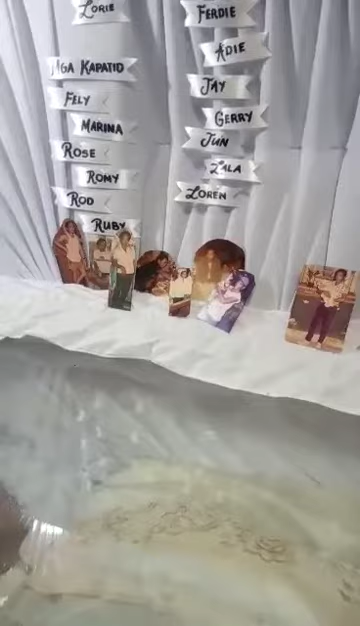 Lorie
Mga Kapatid
Fely
Marina
Rose
Romy
Rod
Ruby
Ferdie
Adie
Jay
Gerry
Jun
Lala
Loren